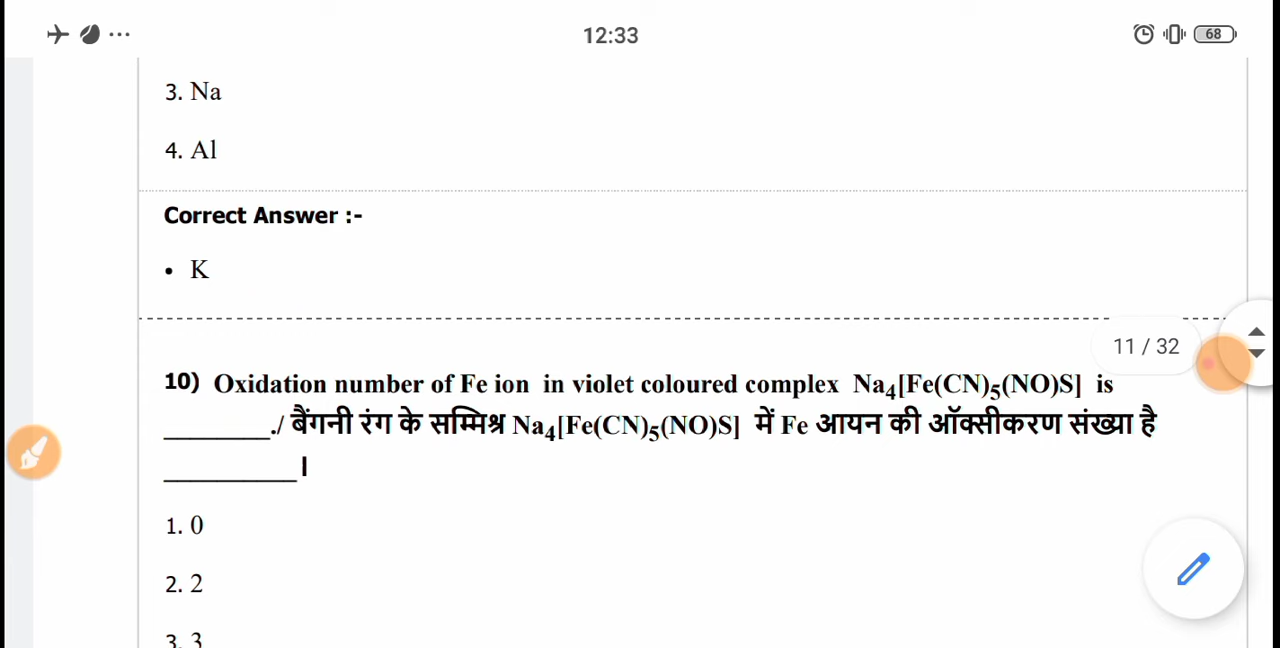 12:33
68
3. Na
4. Al
Correct Answer :-
• K
11 / 32
10) Oxidation number of Fe ion in violet coloured complex Na₄[Fe(CN)₅(NO)S] is
________./ बैंगनी रंग के सम्मिश्र Na₄[Fe(CN)₅(NO)S] में Fe आयन की ऑक्सीकरण संख्या है
__________।
1. 0
2. 2
3. 3